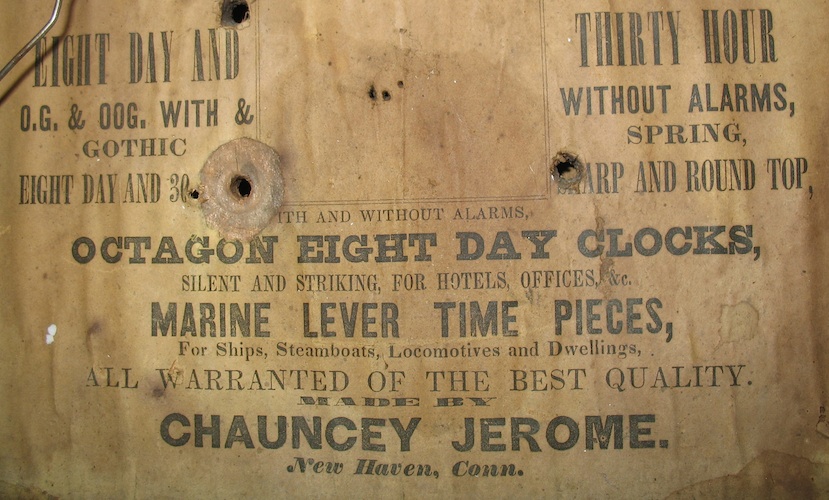 EIGHT DAY AND
O.G. & OOG. WITH &
GOTHIC
EIGHT DAY AND 30
THIRTY HOUR
WITHOUT ALARMS,
SPRING,
SHARP AND ROUND TOP,
WITH AND WITHOUT ALARMS,
OCTAGON EIGHT DAY CLOCKS,
SILENT AND STRIKING, FOR HOTELS, OFFICES, &c.
MARINE LEVER TIME PIECES,
For Ships, Steamboats, Locomotives and Dwellings,
ALL WARRANTED OF THE BEST QUALITY.
MADE BY
CHAUNCEY JEROME.
New Haven, Conn.